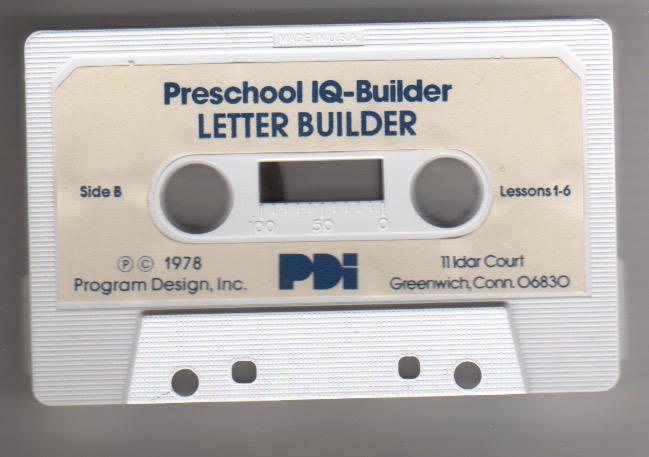 MADE IN U.S.A.
Preschool IQ-Builder
LETTER BUILDER
Side B
Lessons 1-6
100 50 0
Ⓟ© 1978
Program Design, Inc.
PDI
11 Idar Court
Greenwich, Conn. 06830